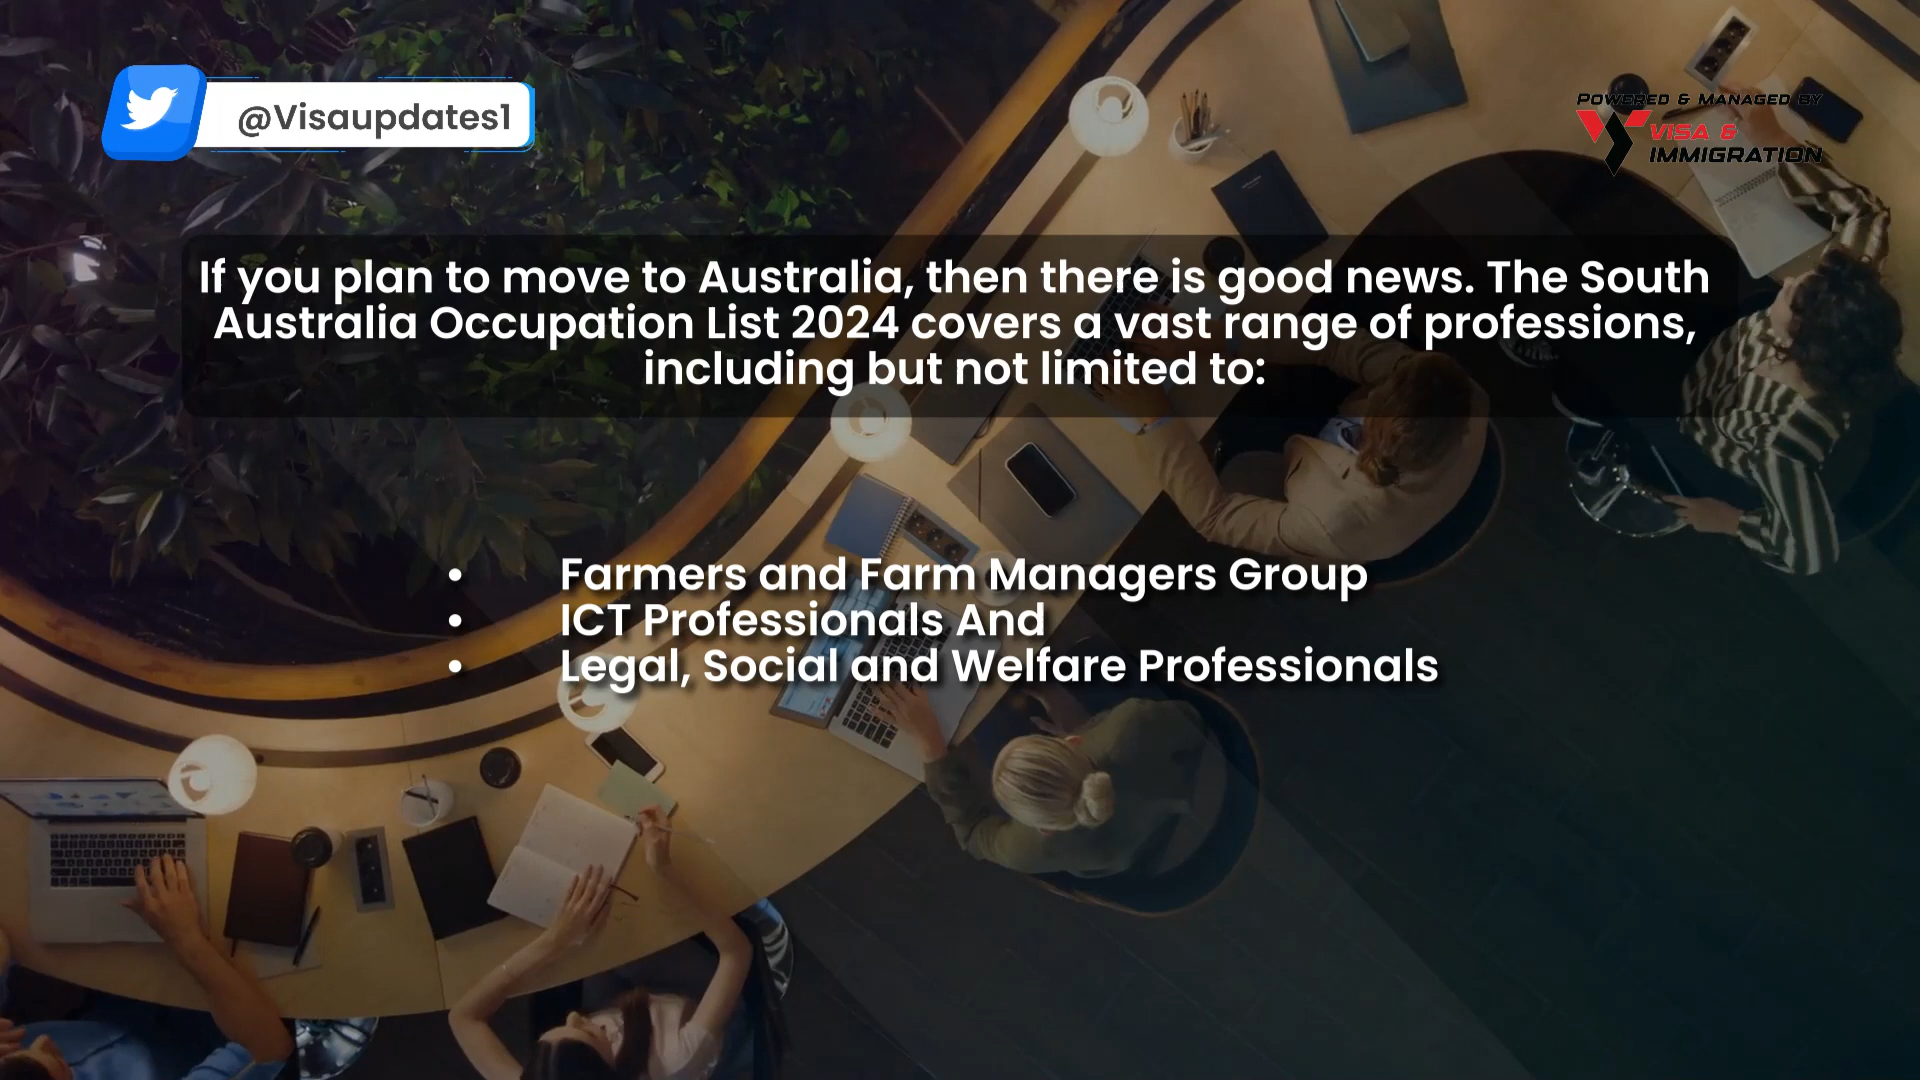 @Visaupdates1
POWERED & MANAGED BY
VISA &
IMMIGRATION
If you plan to move to Australia, then there is good news. The South
Australia Occupation List 2024 covers a vast range of professions,
including but not limited to:
• Farmers and Farm Managers Group
• ICT Professionals And
• Legal, Social and Welfare Professionals